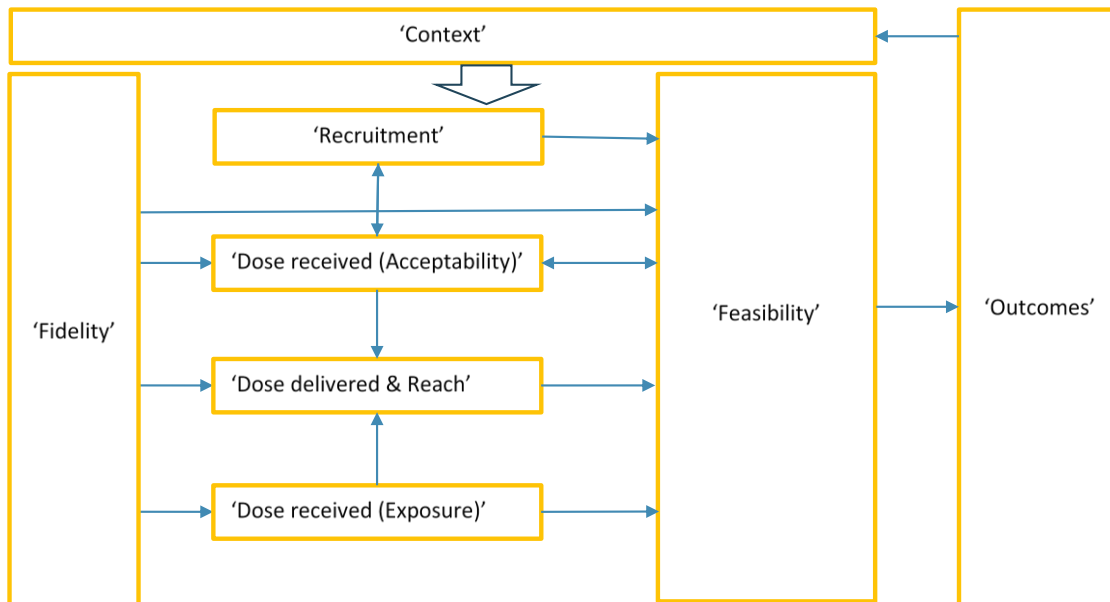 ‘Context’
‘Recruitment’
‘Dose received (Acceptability)’
‘Feasibility’
‘Outcomes’
‘Fidelity’
‘Dose delivered & Reach’
‘Dose received (Exposure)’